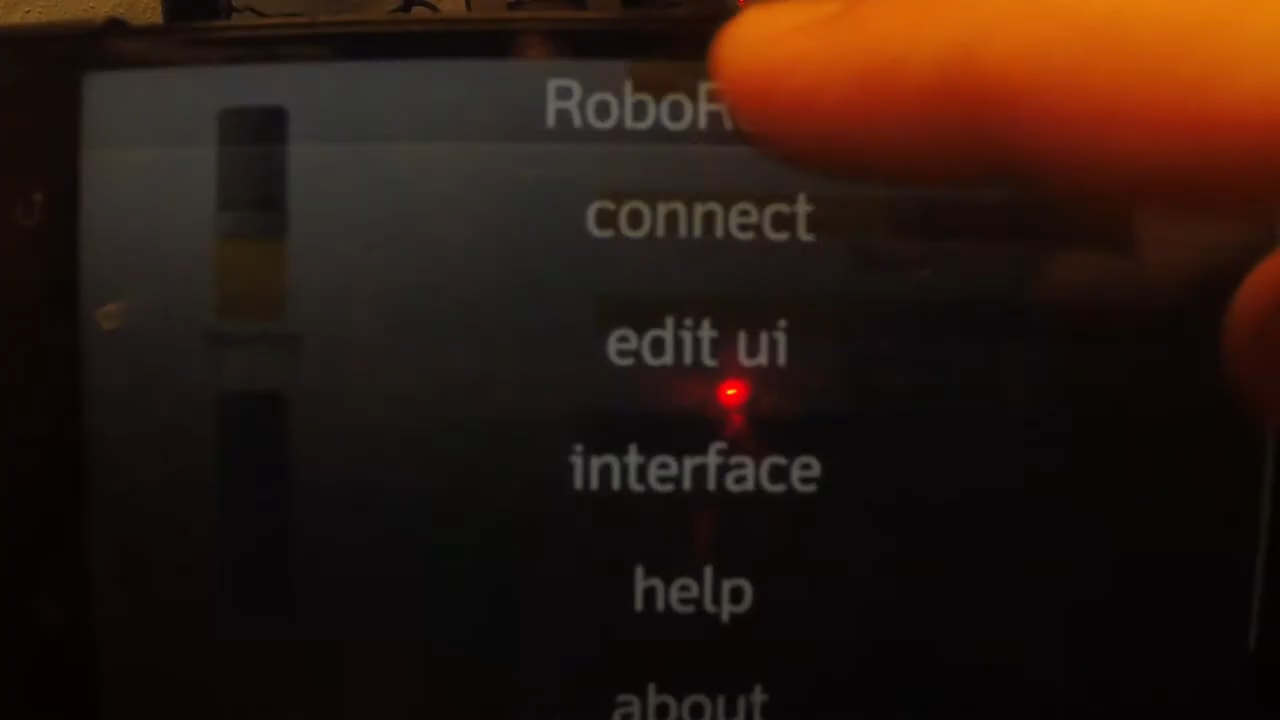 connect
edit ui
interface
help
about